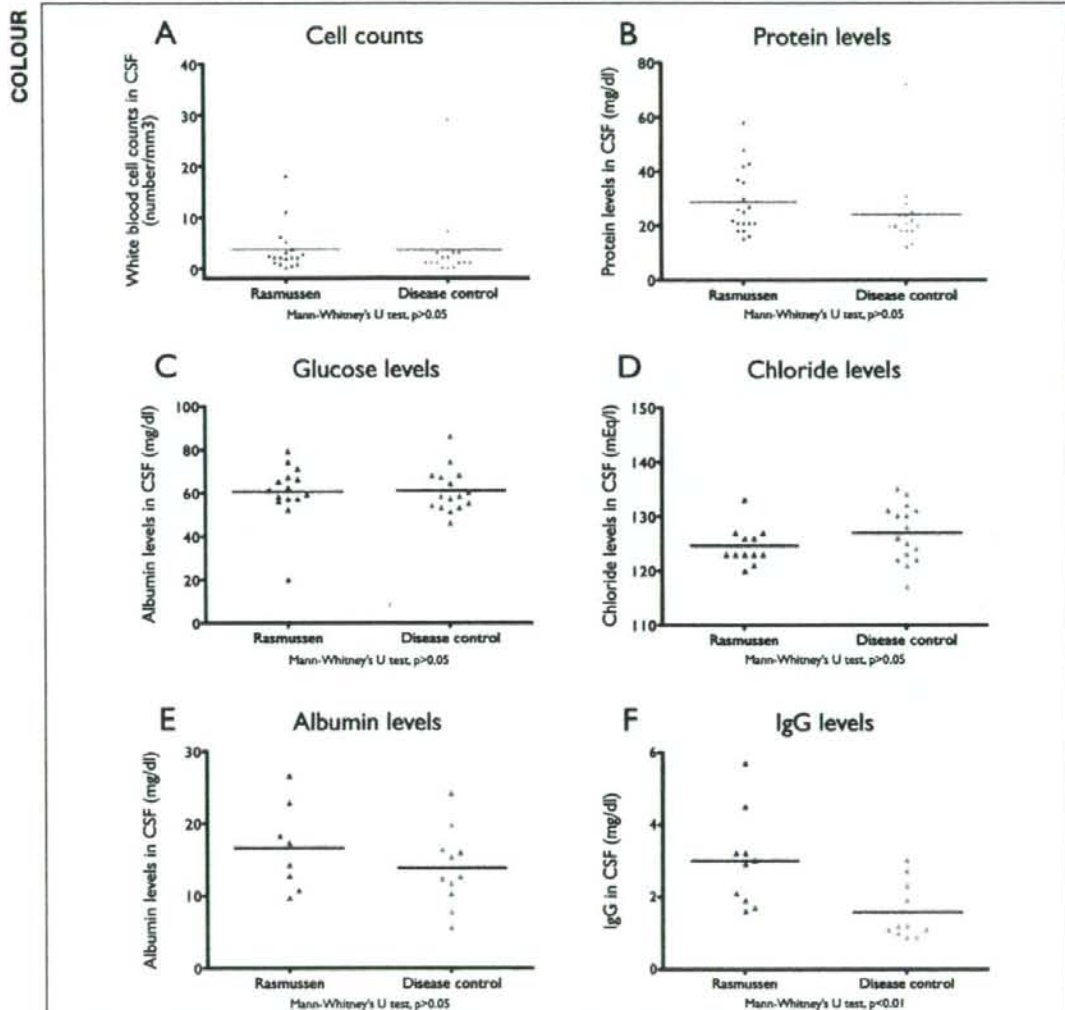 COLOUR
A Cell counts
White blood cell counts in CSF
(number/mm3)
40
30
20
10
0
Rasmussen Disease control
Mann-Whitney's U test, p>0.05
B Protein levels
Protein levels in CSF (mg/dl)
80
60
40
20
0
Rasmussen Disease control
Mann-Whitney's U test, p>0.05
C Glucose levels
Albumin levels in CSF (mg/dl)
100
80
60
40
20
0
Rasmussen Disease control
Mann-Whitney's U test, p>0.05
D Chloride levels
Chloride levels in CSF (mEq/l)
150
140
130
120
110
Rasmussen Disease control
Mann-Whitney's U test, p>0.05
E Albumin levels
Albumin levels in CSF (mg/dl)
30
20
10
0
Rasmussen Disease control
Mann-Whitney's U test, p>0.05
F IgG levels
IgG in CSF (mg/dl)
6
4
2
0
Rasmussen Disease control
Mann-Whitney's U test, p<0.01